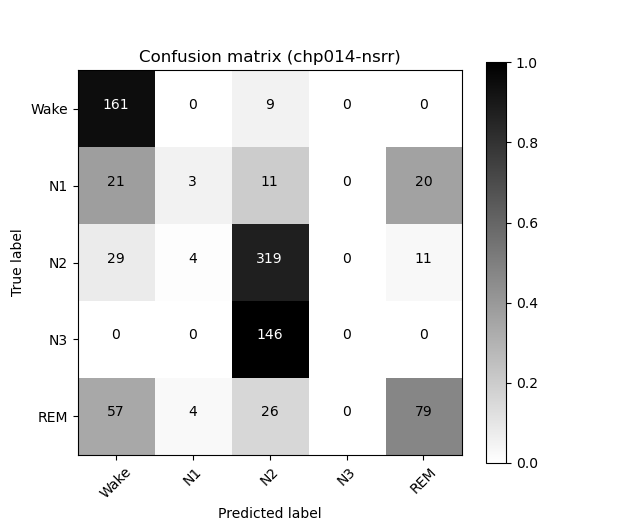 Confusion matrix (chp014-nsrr)
True label
Wake 161 0 9 0 0
N1 21 3 11 0 20
N2 29 4 319 0 11
N3 0 0 146 0 0
REM 57 4 26 0 79
Wake N1 N2 N3 REM
Predicted label
1.0
0.8
0.6
0.4
0.2
0.0